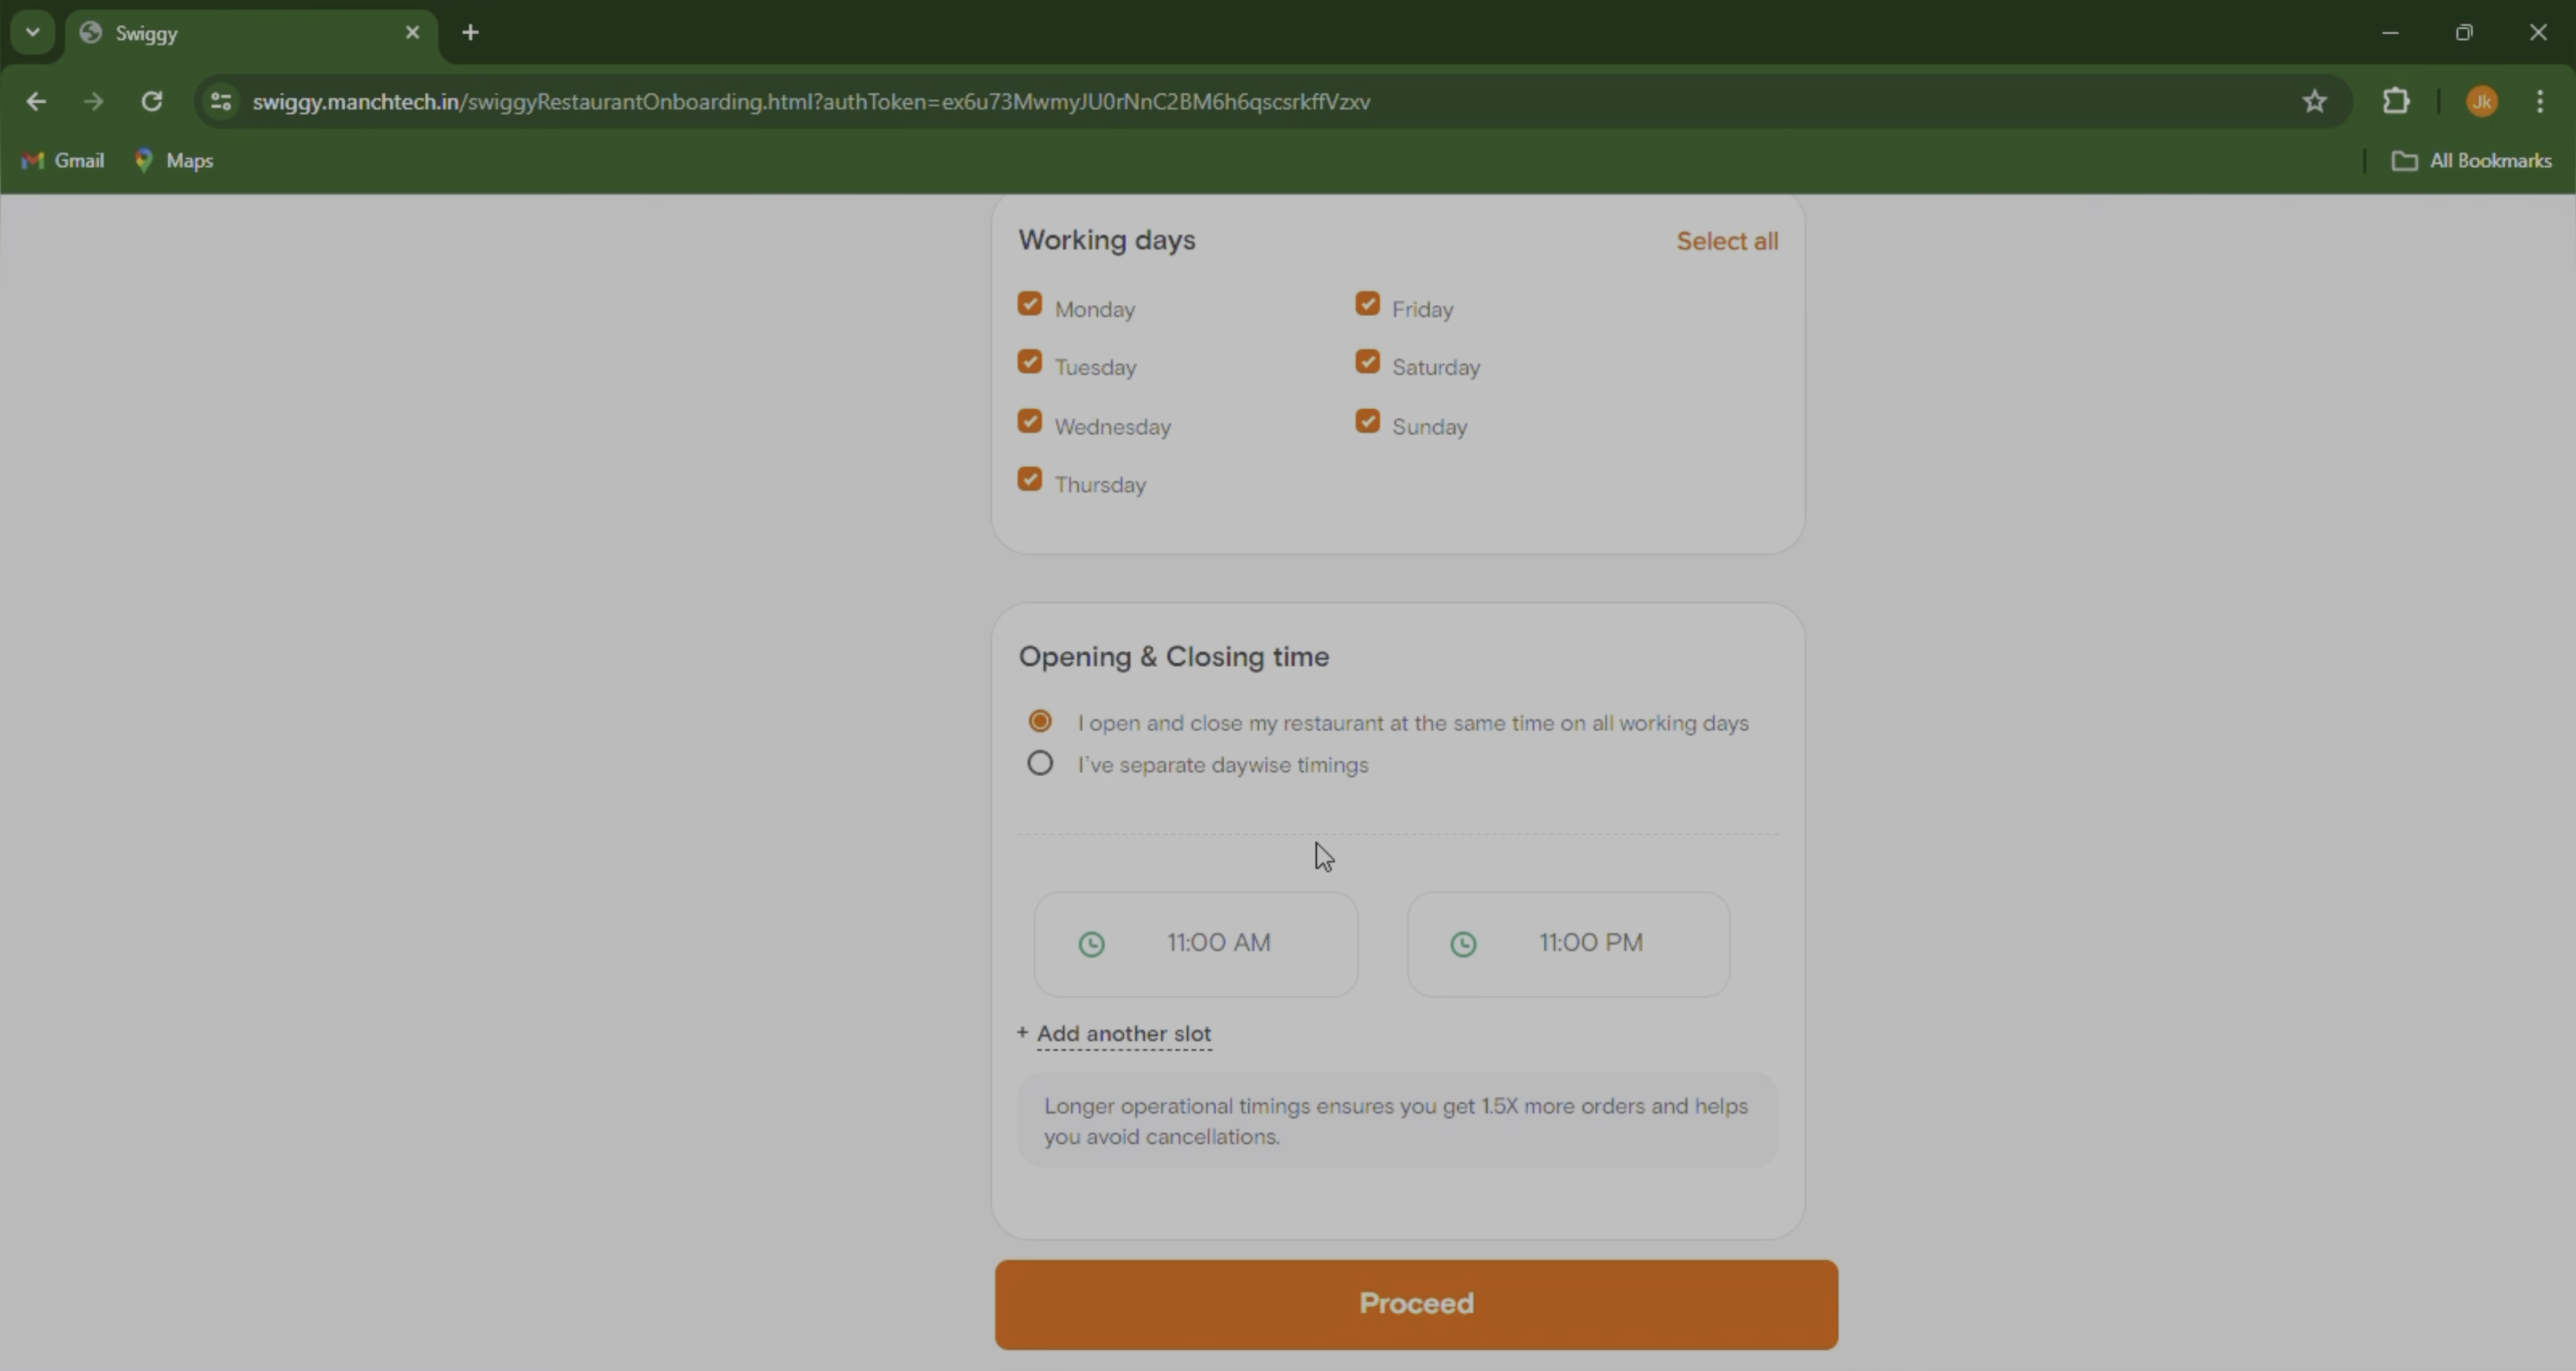 Swiggy
swiggy.manchtech.in/swiggyRestaurantOnboarding.html?authToken=ex6u73MwmyJU0rNnC2BM6h6qscsrkffVzxv
Jk
Gmail
Maps
All Bookmarks
Working days
Select all
Monday
Friday
Tuesday
Saturday
Wednesday
Sunday
Thursday
Opening & Closing time
I open and close my restaurant at the same time on all working days
I've separate daywise timings
11:00 AM
11:00 PM
+ Add another slot
Longer operational timings ensures you get 1.5X more orders and helps
you avoid cancellations.
Proceed